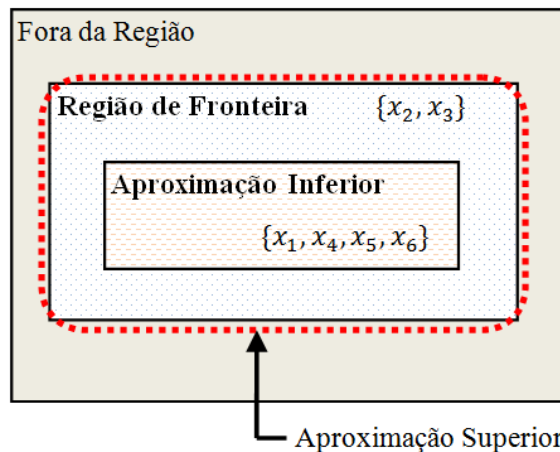 Fora da Região
Região de Fronteira {x₂, x₃}
Aproximação Inferior
{x₁, x₄, x₅, x₆}
Aproximação Superior